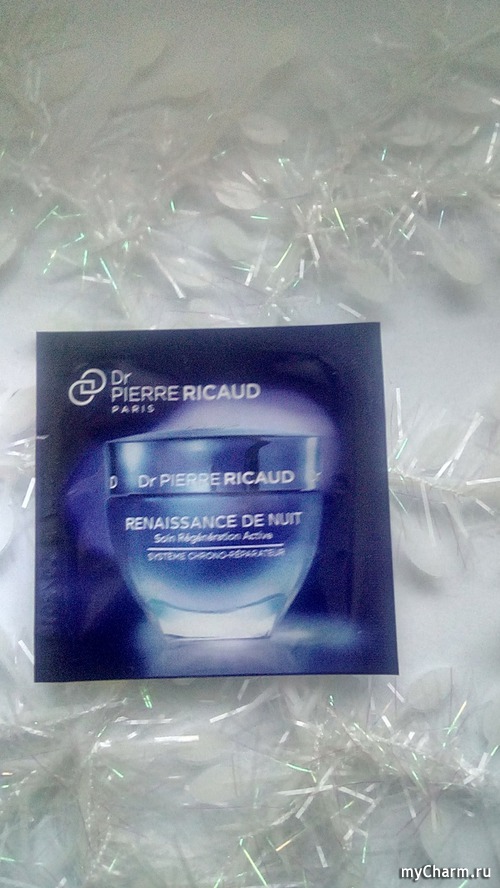 Dr
PIERRE RICAUD
PARIS
D Dr PIERRE RICAUD
RENAISSANCE DE NUIT
Soin Régénération Active
SYSTÈME CHRONO-RÉPARATEUR
myCharm.ru